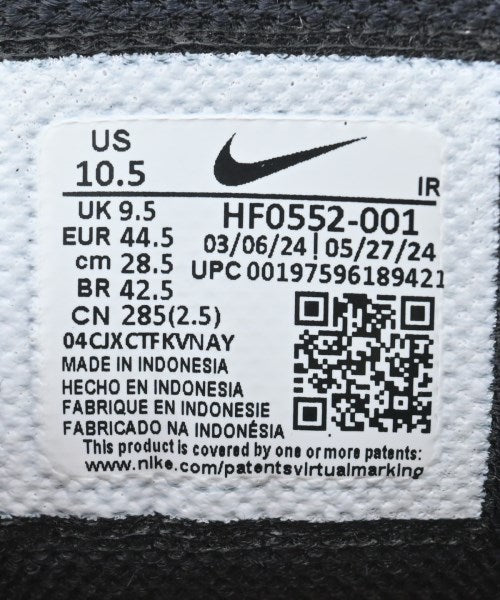 US
10.5
IR
UK 9.5
HF0552-001
EUR 44.5
03/06/24 | 05/27/24
cm 28.5
UPC 00197596189421
BR 42.5
CN 285(2.5)
04CJXCTFKVNAY
MADE IN INDONESIA
HECHO EN INDONESIA
FABRIQUE EN INDONESIE
FABRICADO NA INDONÉSIA
This product is covered by one or more patents:
www.nike.com/patentsvirtualmarking